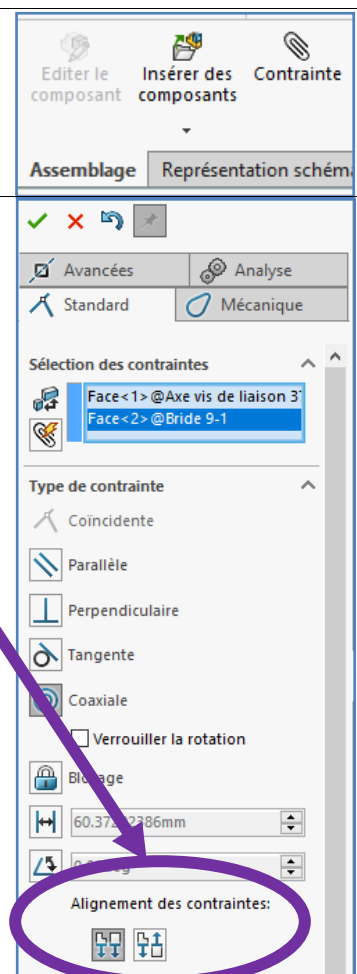 Editer le composant
Insérer des composants
Contrainte
Assemblage
Représentation schém
Avancées
Analyse
Standard
Mécanique
Sélection des contraintes
Face<1>@Axe vis de liaison 3
Face<2>@Bride 9-1
Type de contrainte
Coïncidente
Parallèle
Perpendiculaire
Tangente
Coaxiale
Verrouiller la rotation
Alignement des contraintes: